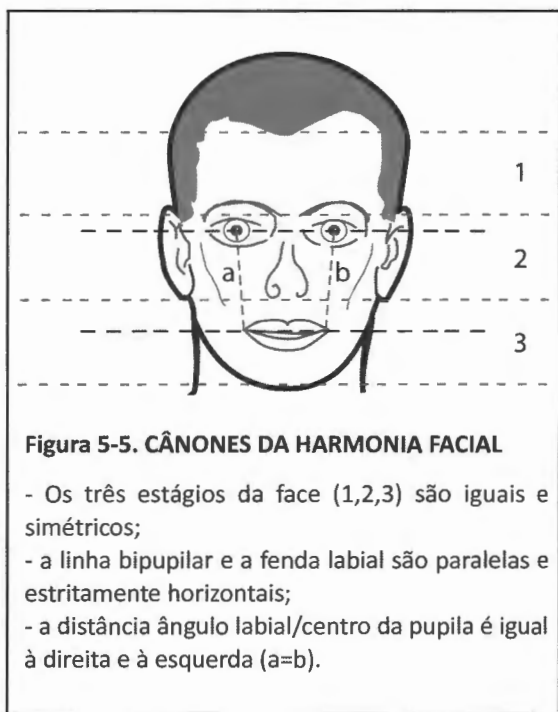 1
a
b
2
3
Figura 5-5. CÂNONES DA HARMONIA FACIAL
- Os três estágios da face (1,2,3) são iguais e
simétricos;
- a linha bipupilar e a fenda labial são paralelas e
estritamente horizontais;
- a distância ângulo labial/centro da pupila é igual
à direita e à esquerda (a=b).